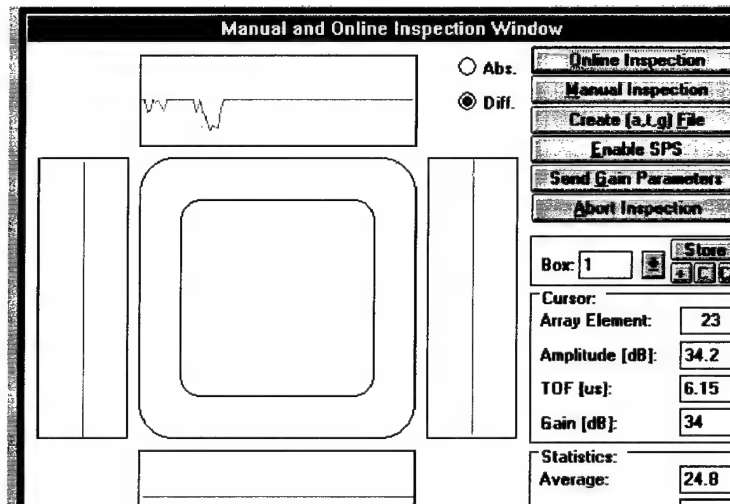 Manual and Online Inspection Window
Abs.
Diff.
Online Inspection
Manual Inspection
Create (a,t,g) File
Enable SPS
Send Gain Parameters
Abort Inspection
Box: 1
Store
Cursor:
Array Element: 23
Amplitude [dB]: 34.2
TOF [us]: 6.15
Gain [dB]: 34
Statistics:
Average: 24.8